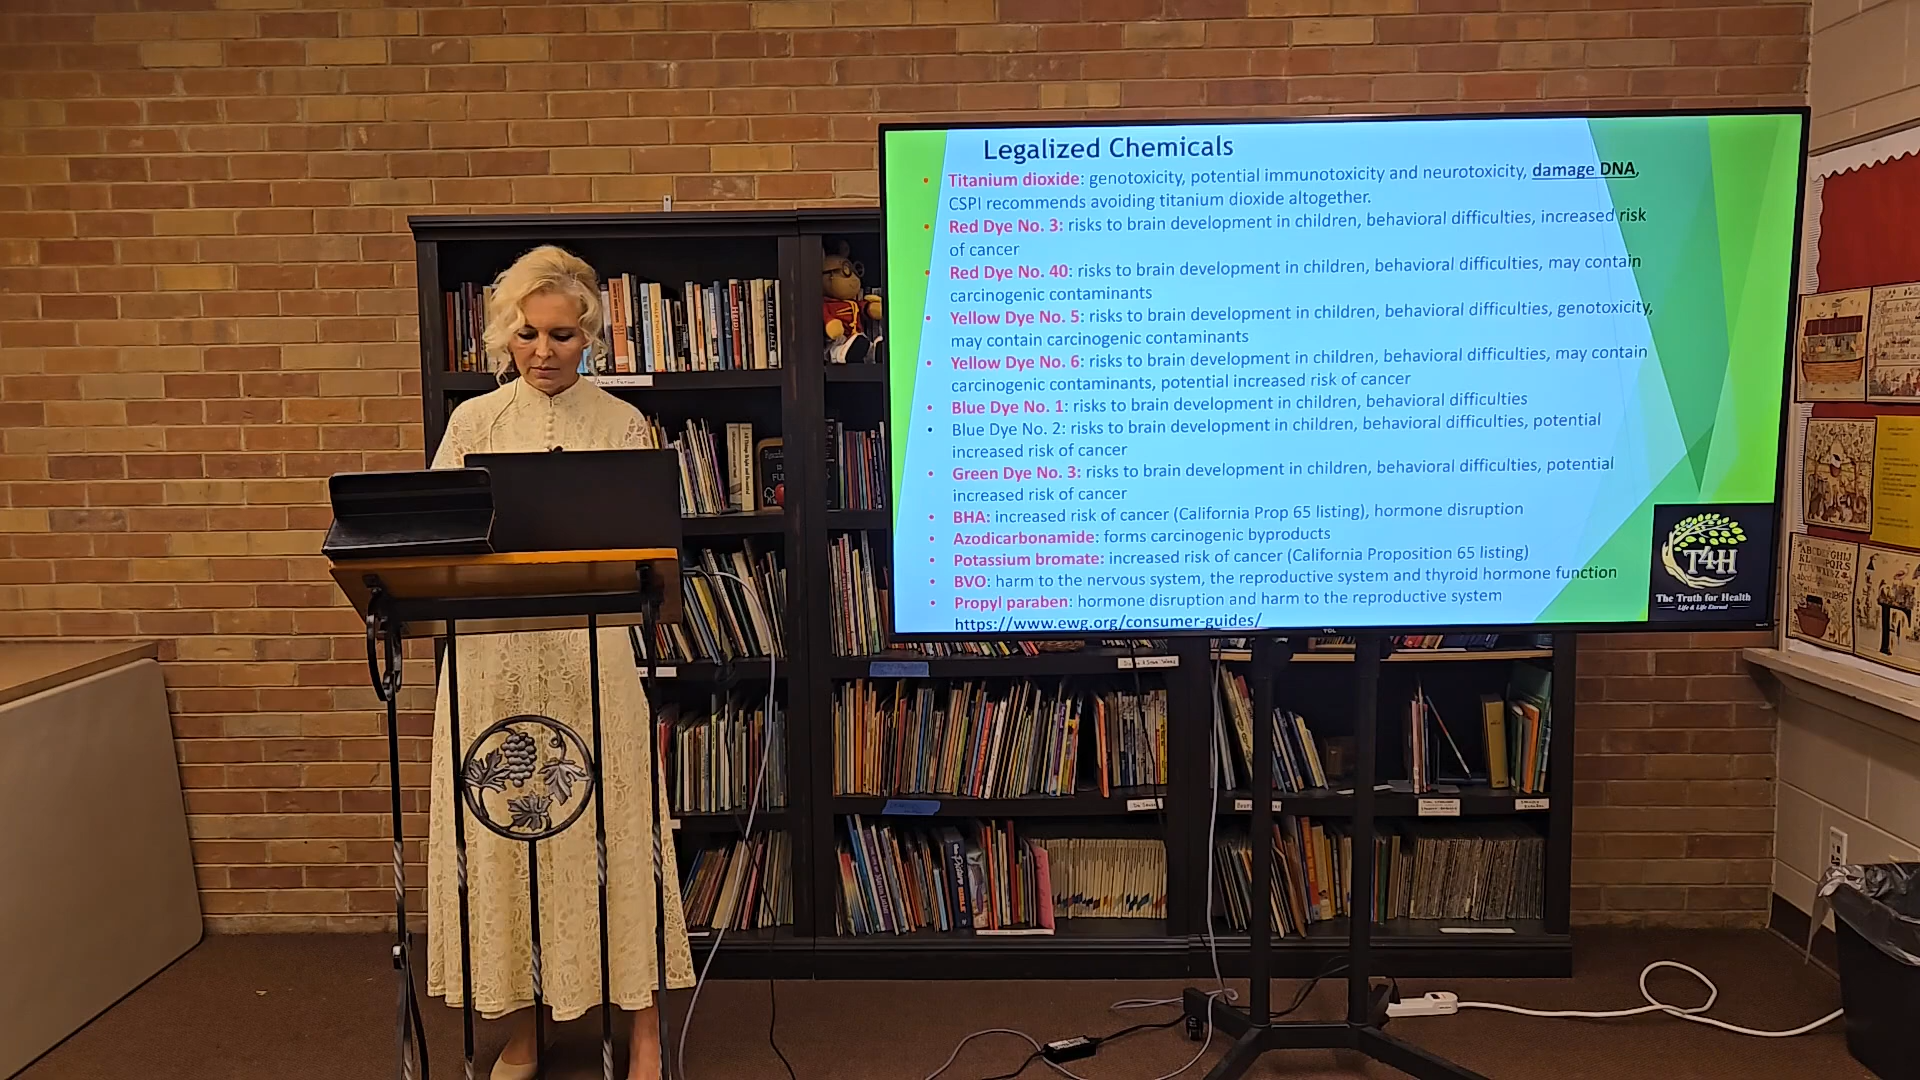 Legalized Chemicals
• Titanium dioxide: genotoxicity, potential immunotoxicity and neurotoxicity, damage DNA,
CSPI recommends avoiding titanium dioxide altogether.
• Red Dye No. 3: risks to brain development in children, behavioral difficulties, increased risk
of cancer
• Red Dye No. 40: risks to brain development in children, behavioral difficulties, may contain
carcinogenic contaminants
• Yellow Dye No. 5: risks to brain development in children, behavioral difficulties, genotoxicity,
may contain carcinogenic contaminants
• Yellow Dye No. 6: risks to brain development in children, behavioral difficulties, may contain
carcinogenic contaminants, potential increased risk of cancer
• Blue Dye No. 1: risks to brain development in children, behavioral difficulties
• Blue Dye No. 2: risks to brain development in children, behavioral difficulties, potential
increased risk of cancer
• Green Dye No. 3: risks to brain development in children, behavioral difficulties, potential
increased risk of cancer
• BHA: increased risk of cancer (California Prop 65 listing), hormone disruption
• Azodicarbonamide: forms carcinogenic byproducts
• Potassium bromate: increased risk of cancer (California Proposition 65 listing)
• BVO: harm to the nervous system, the reproductive system and thyroid hormone function
• Propyl paraben: hormone disruption and harm to the reproductive system
https://www.ewg.org/consumer-guides/
T4H
The Truth for Health
Life & Life Eternal
TCL
HEIDI